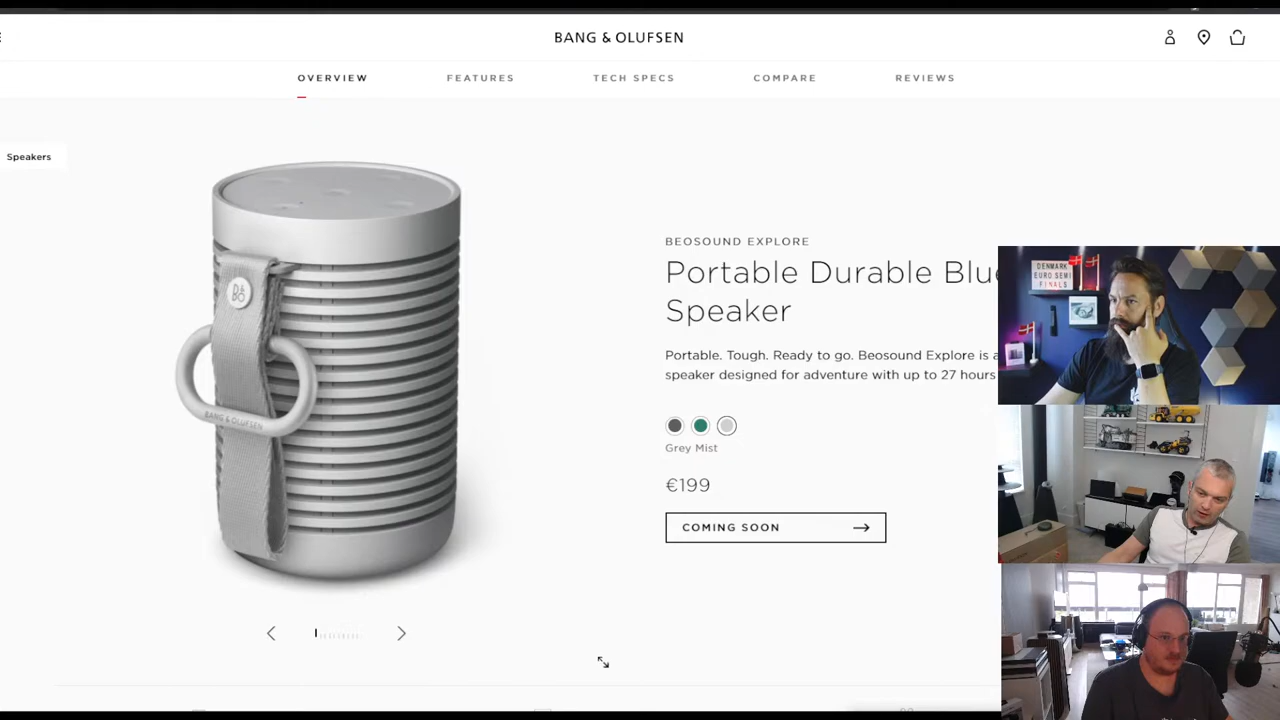 BANG & OLUFSEN
OVERVIEW
FEATURES
TECH SPECS
COMPARE
REVIEWS
Speakers
BEOSOUND EXPLORE
Portable Durable Blue
Speaker
Portable. Tough. Ready to go. Beosound Explore is a
speaker designed for adventure with up to 27 hours
Grey Mist
€199
COMING SOON
BANG & OLUFSEN
DENMARK
EURO SEMI
FINALS